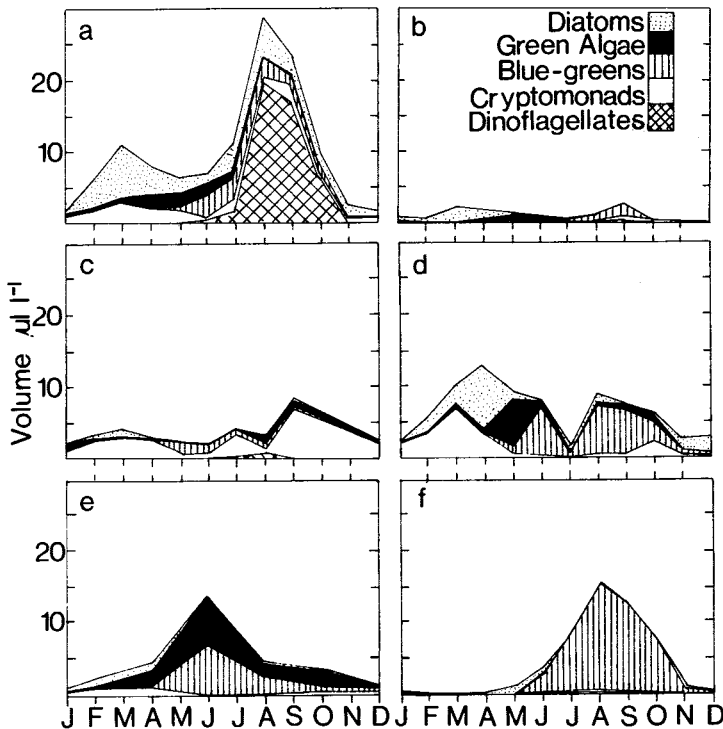 a
b
Diatoms
Green Algae
Blue-greens
Cryptomonads
Dinoflagellates
20
10
c
d
20
10
Volume µl l⁻¹
e
f
20
10
J F M A M J J A S O N D
J F M A M J J A S O N D